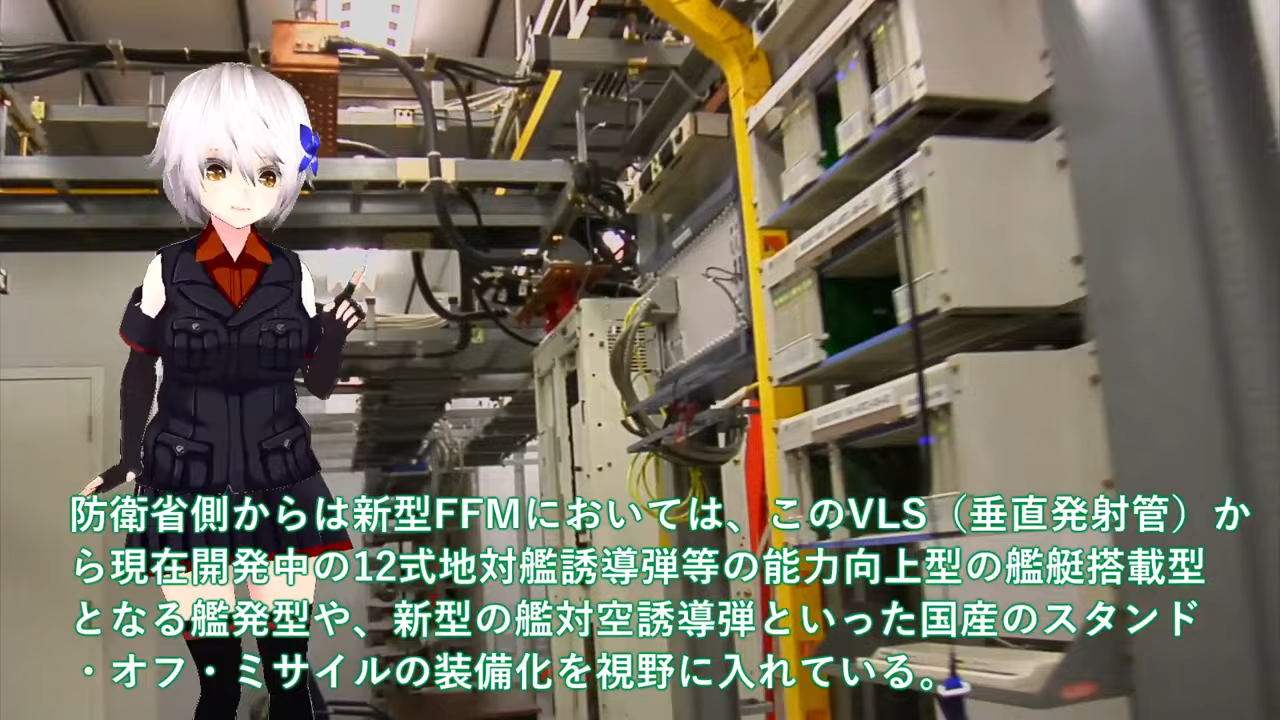 防衛省側からは新型FFMにおいては、このVLS（垂直発射管）か
ら現在開発中の12式地対艦誘導弾等の能力向上型の艦艇搭載型
となる艦発型や、新型の艦対空誘導弾といった国産のスタンド
・オフ・ミサイルの装備化を視野に入れている。